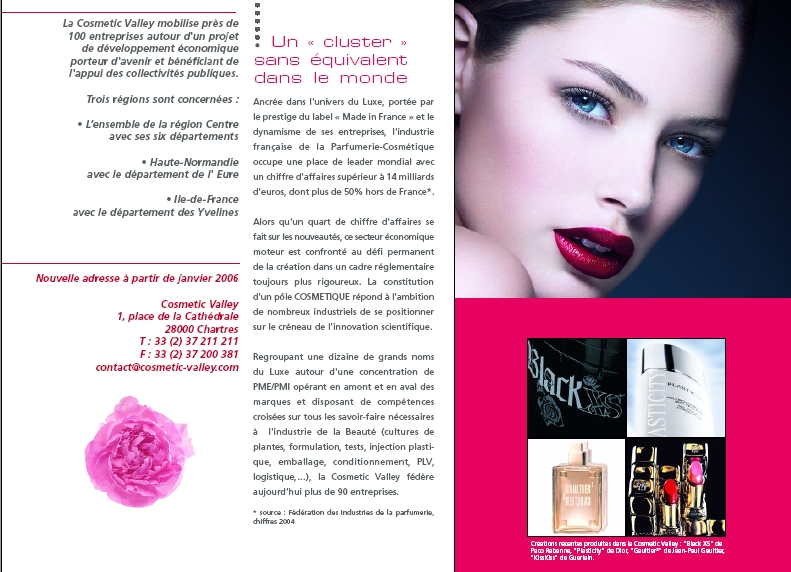 La Cosmetic Valley mobilise près de
100 entreprises autour d'un projet
de développement économique
porteur d'avenir et bénéficiant de
l'appui des collectivités publiques.
Trois régions sont concernées :
• L'ensemble de la région Centre
avec ses six départements
• Haute-Normandie
avec le département de l' Eure
• Ile-de-France
avec le département des Yvelines
Nouvelle adresse à partir de janvier 2006
Cosmetic Valley
1, place de la Cathédrale
28000 Chartres
T : 33 (2) 37 211 211
F : 33 (2) 37 200 381
contact@cosmetic-valley.com
Un « cluster »
sans équivalent
dans le monde
Ancrée dans l'univers du Luxe, portée par
le prestige du label « Made in France » et le
dynamisme de ses entreprises, l'industrie
française de la Parfumerie-Cosmétique
occupe une place de leader mondial avec
un chiffre d'affaires supérieur à 14 milliards
d'euros, dont plus de 50% hors de France*.
Alors qu'un quart de chiffre d'affaires se
fait sur les nouveautés, ce secteur économique
moteur est confronté au défi permanent
de la création dans un cadre réglementaire
toujours plus rigoureux. La constitution
d'un pôle COSMETIQUE répond à l'ambition
de nombreux industriels de se positionner
sur le créneau de l'innovation scientifique.
Regroupant une dizaine de grands noms
du Luxe autour d'une concentration de
PME/PMI opérant en amont et en aval des
marques et disposant de compétences
croisées sur tous les savoir-faire nécessaires
à l'industrie de la Beauté (cultures de
plantes, formulation, tests, injection plasti-
que, emballage, conditionnement, PLV,
logistique,...), la Cosmetic Valley fédère
aujourd'hui plus de 90 entreprises.
* source : Fédération des industries de la parfumerie,
chiffres 2004
Black XS
PLASTICITY
GAULTIER
Créations récentes produites dans la Cosmetic Valley : "Black XS" de
Paco Rabanne, "Plasticity" de Dior, "Gaultier²" de Jean-Paul Gaultier,
"KissKiss" de Guerlain.